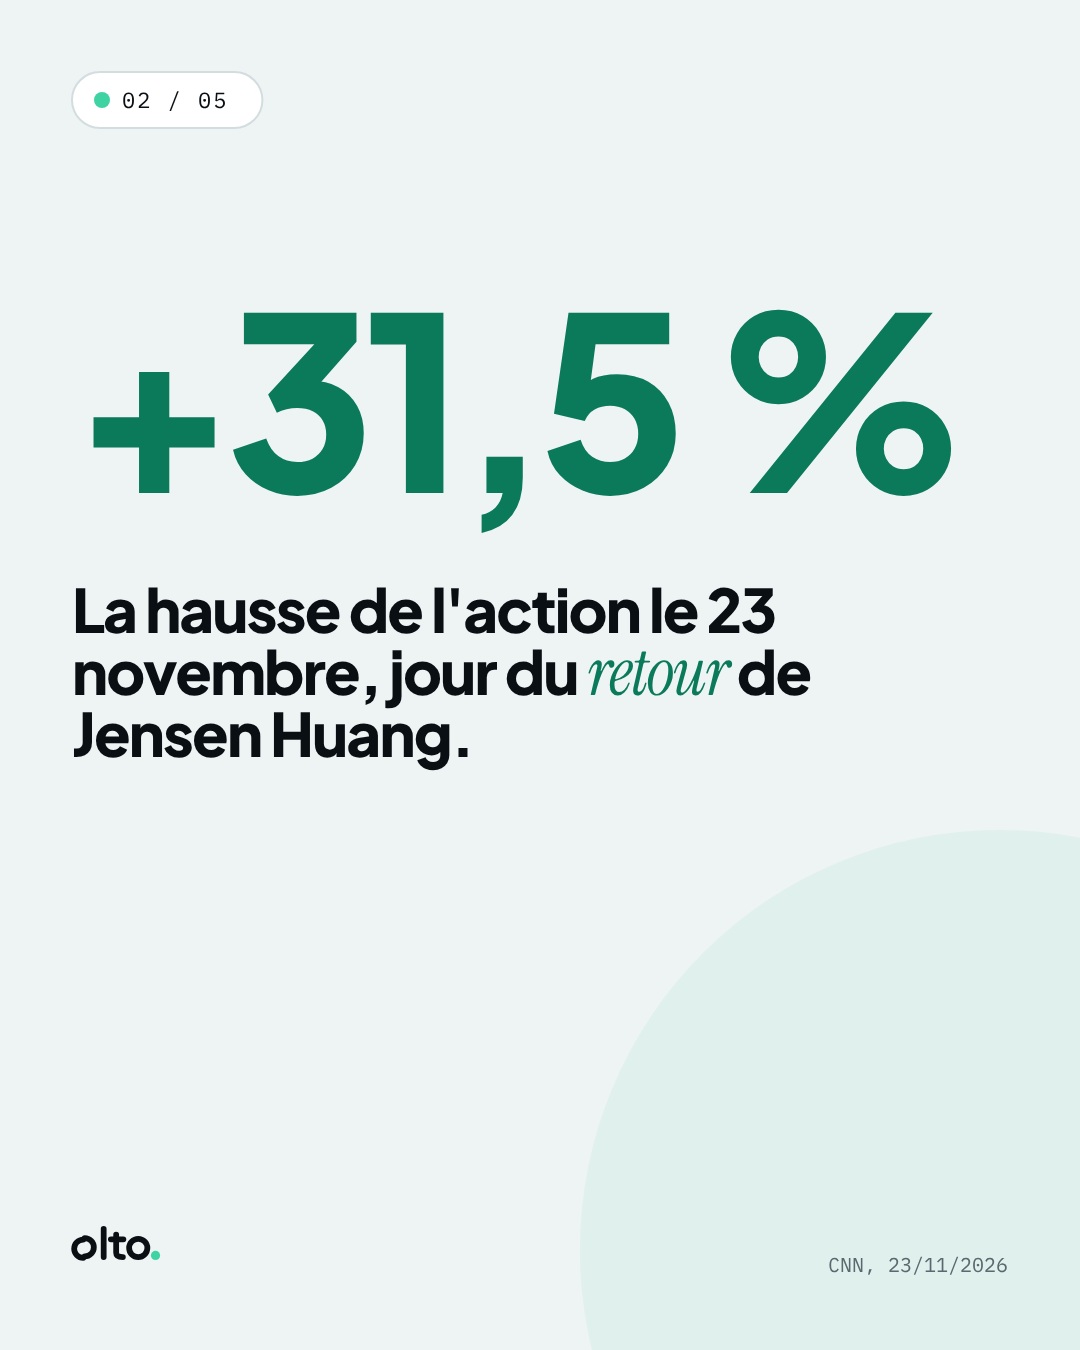 02 / 05
+31,5 %
La hausse de l'action le 23
novembre, jour du retour de
Jensen Huang.
olto.
CNN, 23/11/2026